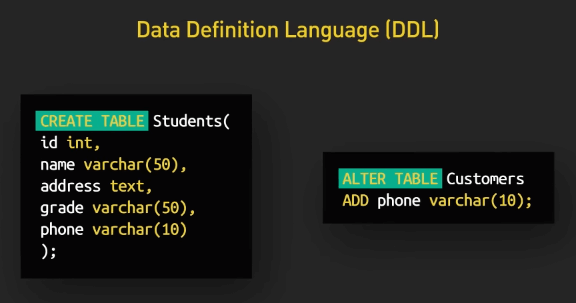 Data Definition Language (DDL)
CREATE TABLE Students(
id int,
name varchar(50),
address text,
grade varchar(50),
phone varchar(10)
);
ALTER TABLE Customers
ADD phone varchar(10);